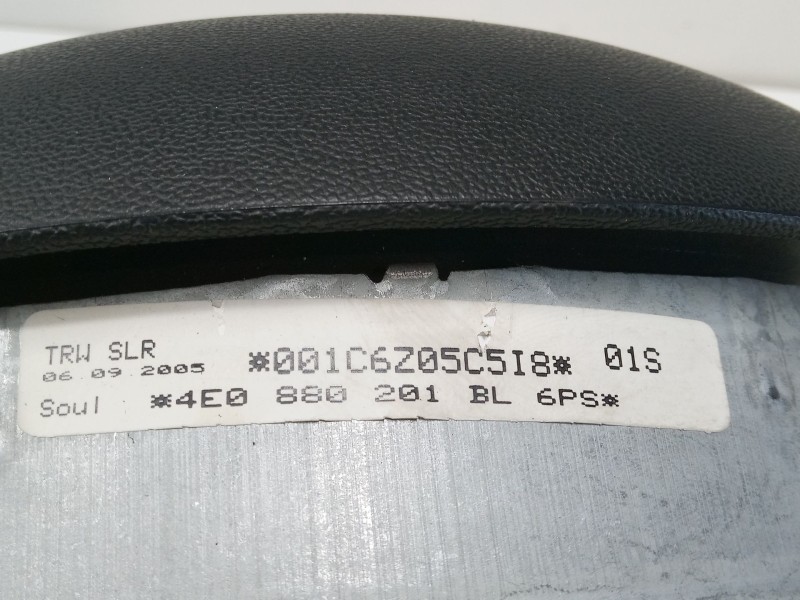 TRW SLR *001C6Z05C5I8* 01S
06.09.2005
Soul *4E0 880 201 BL 6PS*